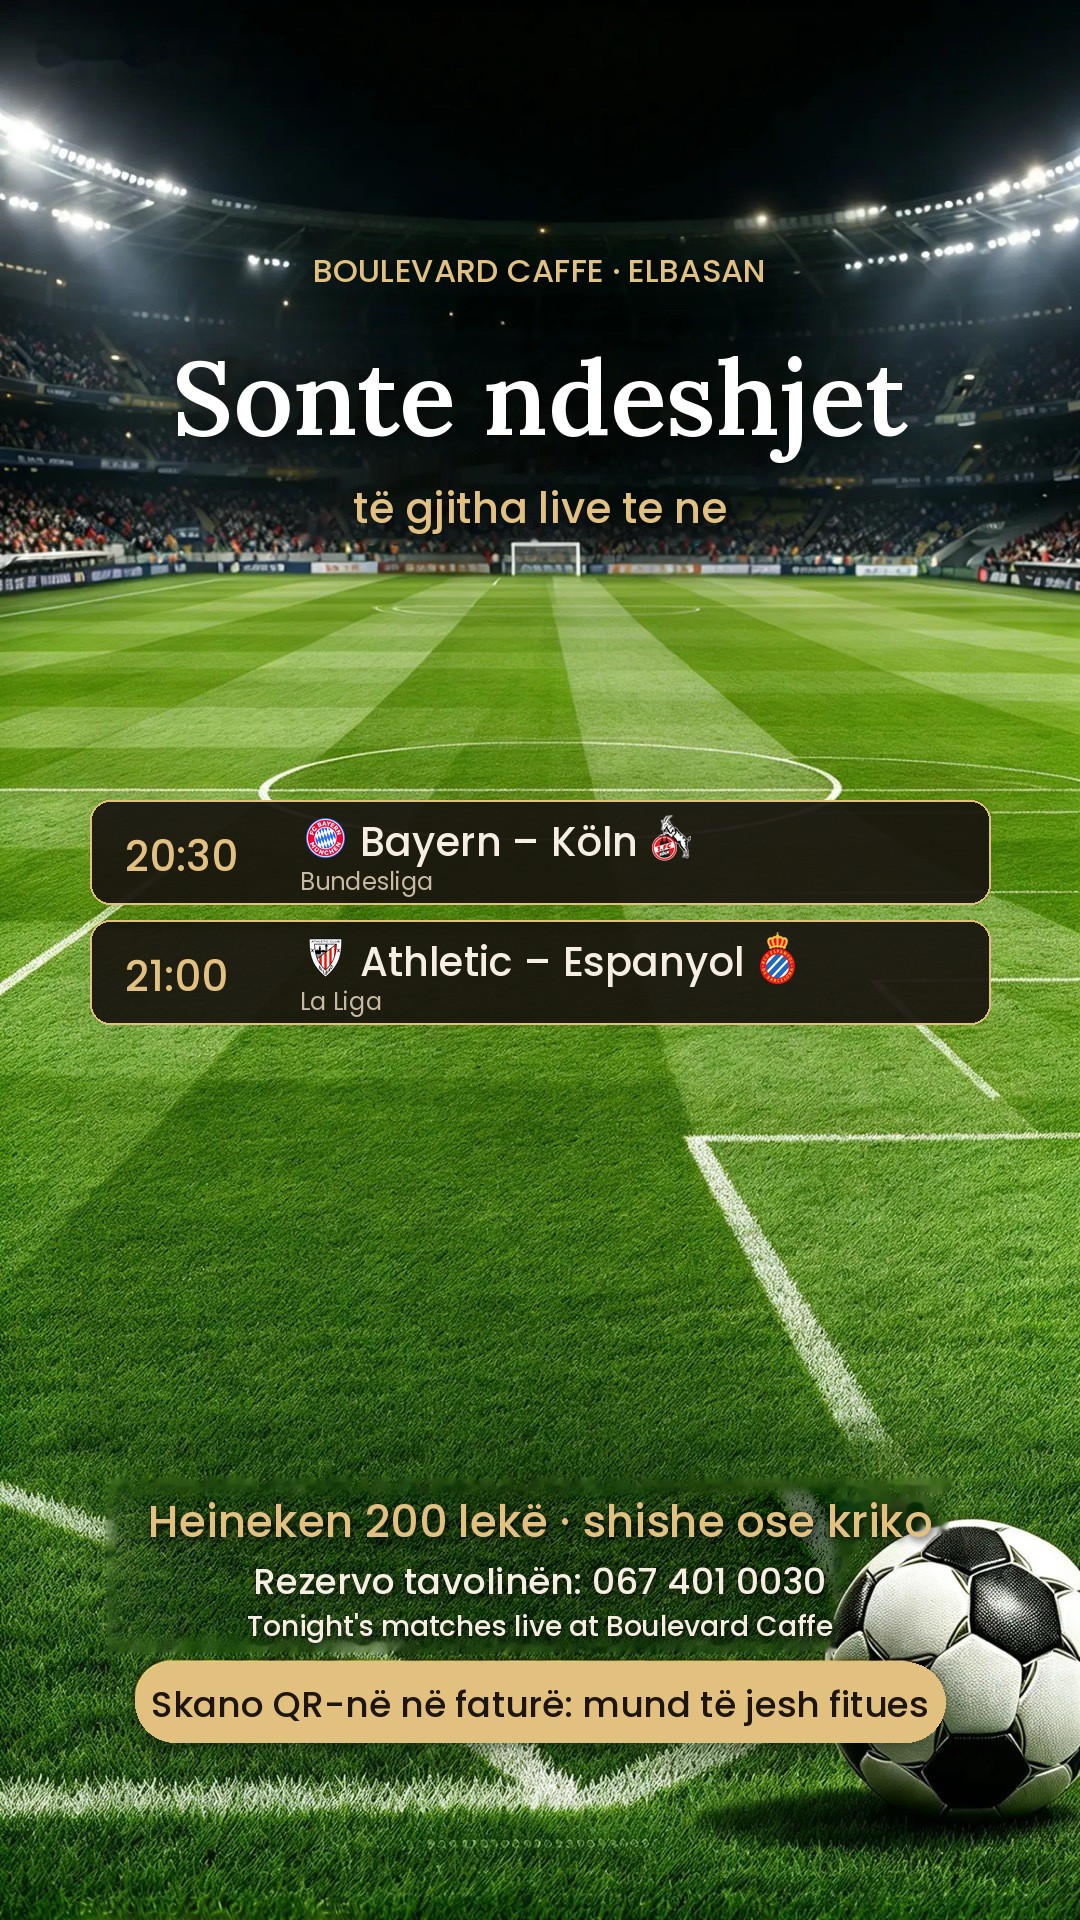 BOULEVARD CAFFE · ELBASAN
Sonte ndeshjet
të gjitha live te ne
20:30
Bayern – Köln
Bundesliga
21:00
Athletic – Espanyol
La Liga
Heineken 200 lekë · shishe ose kriko
Rezervo tavolinën: 067 401 0030
Tonight's matches live at Boulevard Caffe
Skano QR-në në faturë: mund të jesh fitues